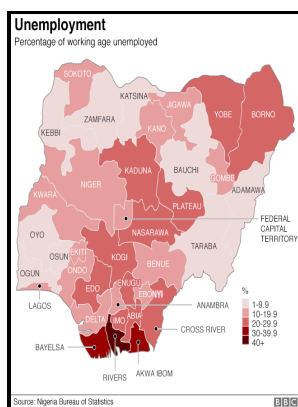 Unemployment
Percentage of working age unemployed
SOKOTO
KATSINA
JIGAWA
YOBE
BORNO
ZAMFARA
KEBBI
KANO
GOMBE
BAUCHI
KADUNA
ADAMAWA
NIGER
PLATEAU
KWARA
FEDERAL
CAPITAL
TERRITORY
NASARAWA
OYO
TARABA
KOGI
OSUN
EKITI
BENUE
OGUN
ONDO
ENUGU
EDO
EBONYI
LAGOS
ANAMBRA
DELTA
IMO
ABIA
CROSS RIVER
BAYELSA
AKWA IBOM
RIVERS
%
1-9.9
10-19.9
20-29.9
30-39.9
40+
Source: Nigeria Bureau of Statistics
BBC